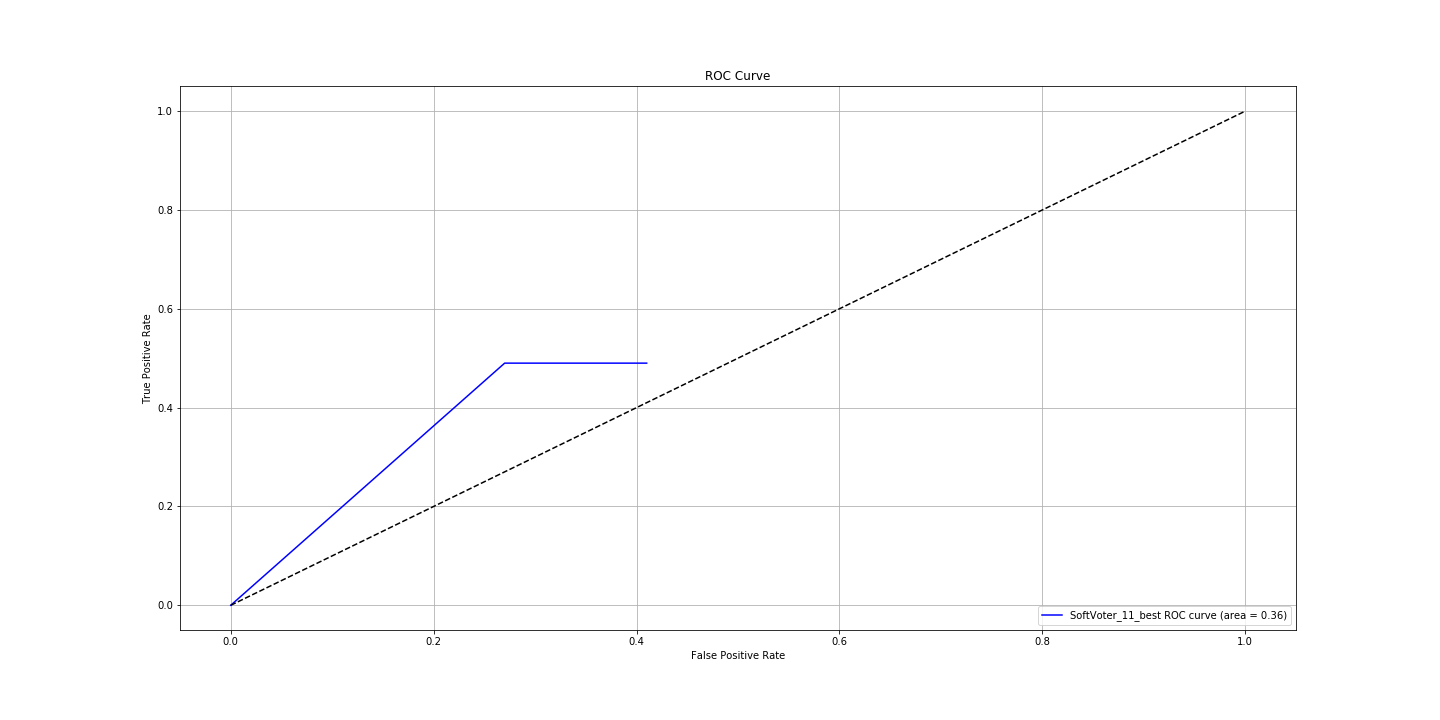 ROC Curve
1.0
0.8
0.6
0.4
0.2
0.0
True Positive Rate
0.0 0.2 0.4 0.6 0.8 1.0
False Positive Rate
SoftVoter_11_best ROC curve (area = 0.36)